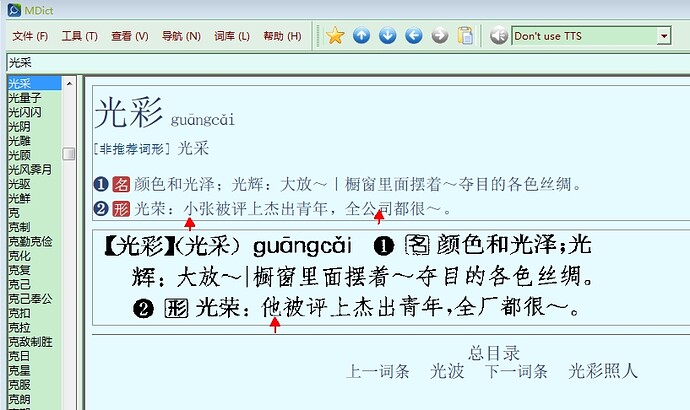 MDict
文件 (F) 工具 (T) 查看 (V) 导航 (N) 词库 (L) 帮助 (H) Don't use TTS
光采
光采
光量子
光闪闪
光阴
光雕
光顾
光风霁月
光驱
光鲜
克
克制
克勤克俭
克化
克复
克己
克己奉公
克扣
克拉
克敌制胜
克日
克星
克服
克朗
光彩 guāngcǎi
[非推荐词形] 光采
❶ 名 颜色和光泽；光辉：大放～｜橱窗里面摆着～夺目的各色丝绸。
❷ 形 光荣：小张被评上杰出青年，全公司都很～。
【光彩】(光采) guāngcǎi ❶ 名 颜色和光泽；光
辉：大放～|橱窗里面摆着～夺目的各色丝绸。
❷ 形 光荣：他被评上杰出青年，全厂都很～。
总目录
上一词条 光波 下一词条 光彩照人